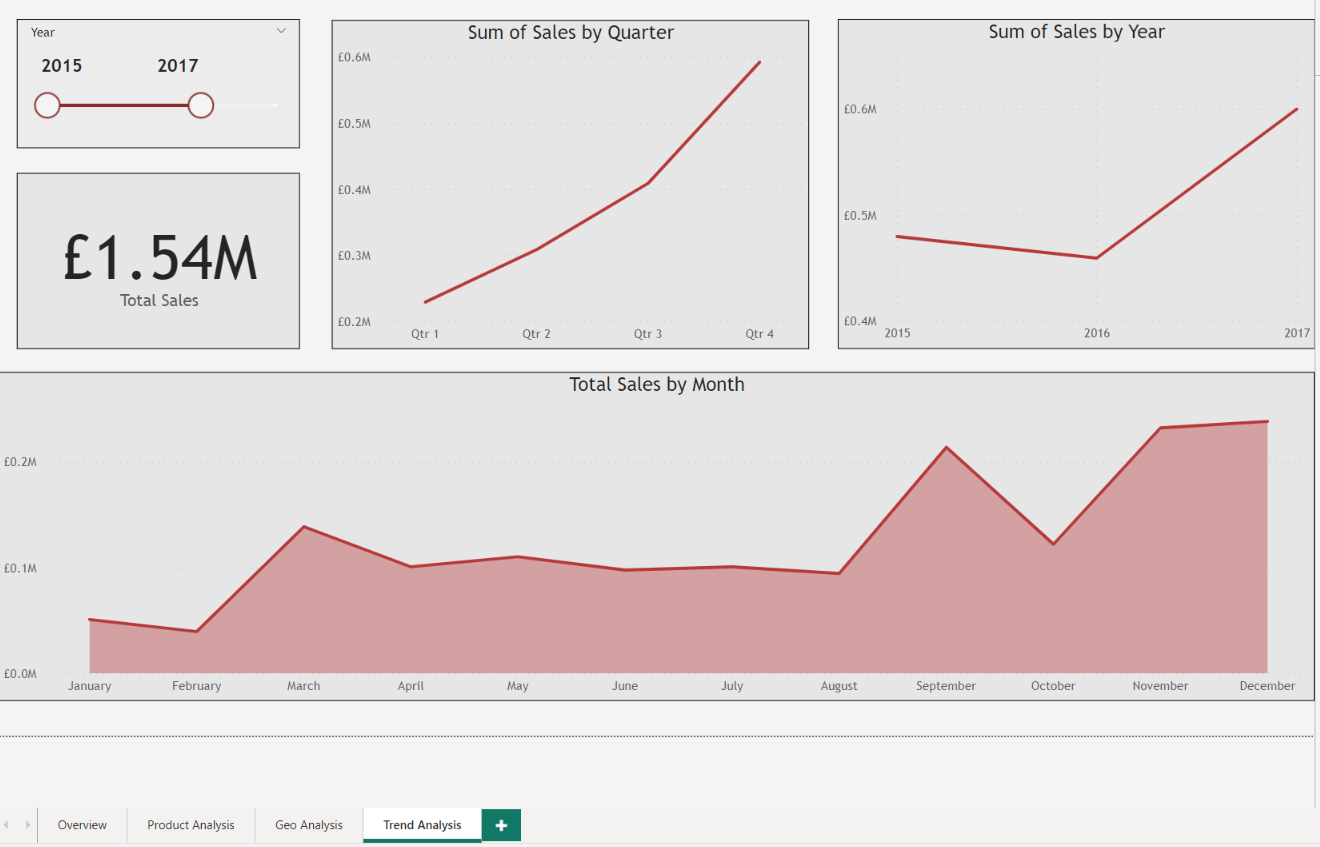 Year
2015 2017
£1.54M
Total Sales
Sum of Sales by Quarter
£0.6M
£0.5M
£0.4M
£0.3M
£0.2M
Qtr 1 Qtr 2 Qtr 3 Qtr 4
Sum of Sales by Year
£0.6M
£0.5M
£0.4M
2015 2016 2017
Total Sales by Month
£0.2M
£0.1M
£0.0M
January February March April May June July August September October November December
Overview Product Analysis Geo Analysis Trend Analysis